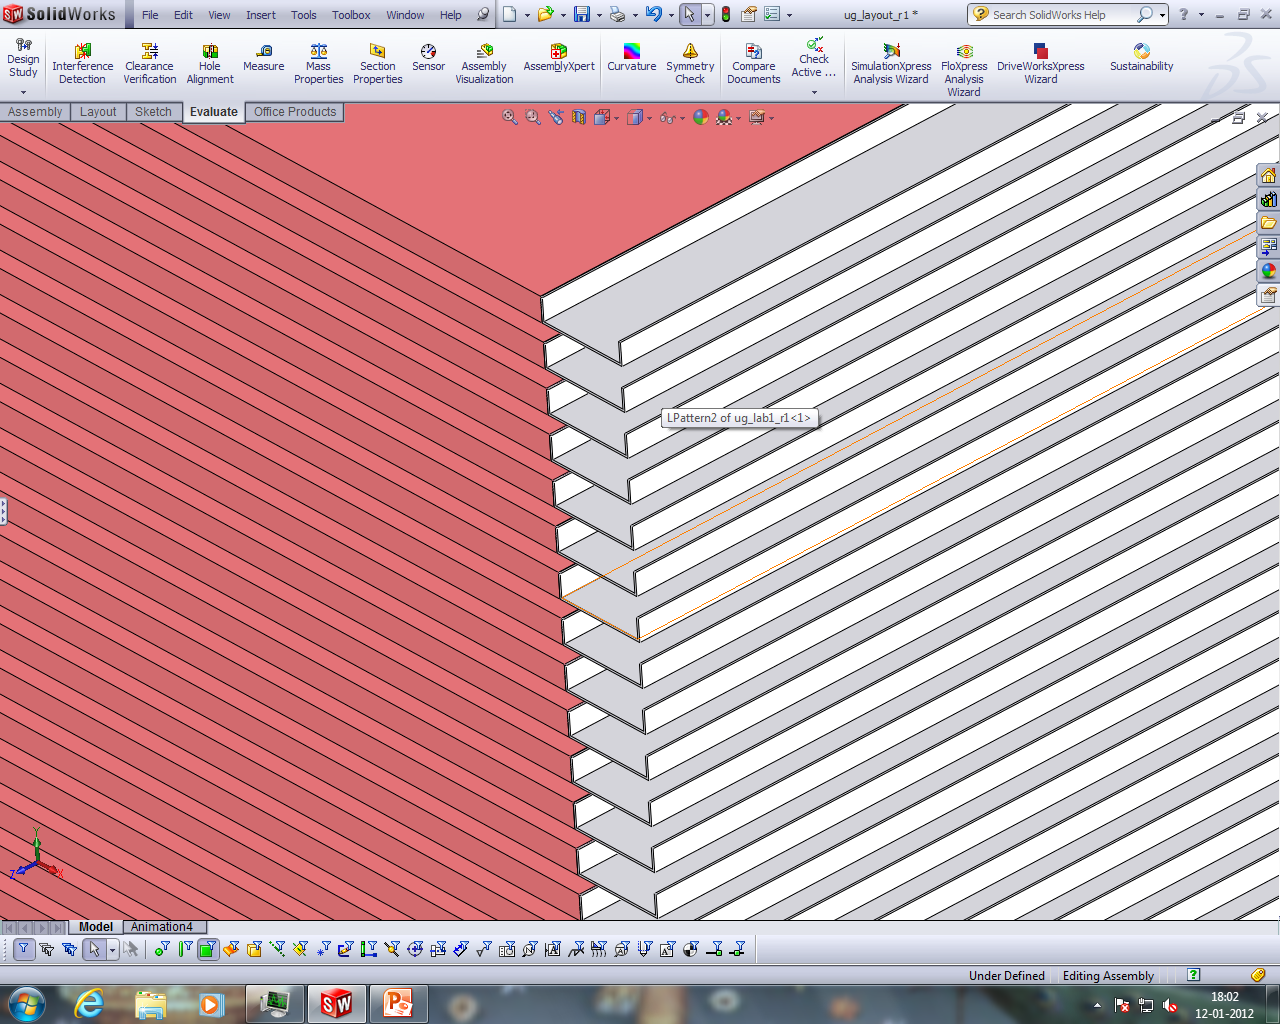 SolidWorks File Edit View Insert Tools Toolbox Window Help ug_layout_r1 * Search SolidWorks Help
Design Study
Interference Detection
Clearance Verification
Hole Alignment
Measure
Mass Properties
Section Properties
Sensor
Assembly Visualization
AssemblyXpert
Curvature
Symmetry Check
Compare Documents
Check Active ...
SimulationXpress Analysis Wizard
FloXpress Analysis Wizard
DriveWorksXpress Wizard
Sustainability
Assembly Layout Sketch Evaluate Office Products
LPattern2 of ug_lab1_r1<1>
Y
Z X
Model Animation4
Under Defined Editing Assembly
18:02
12-01-2012